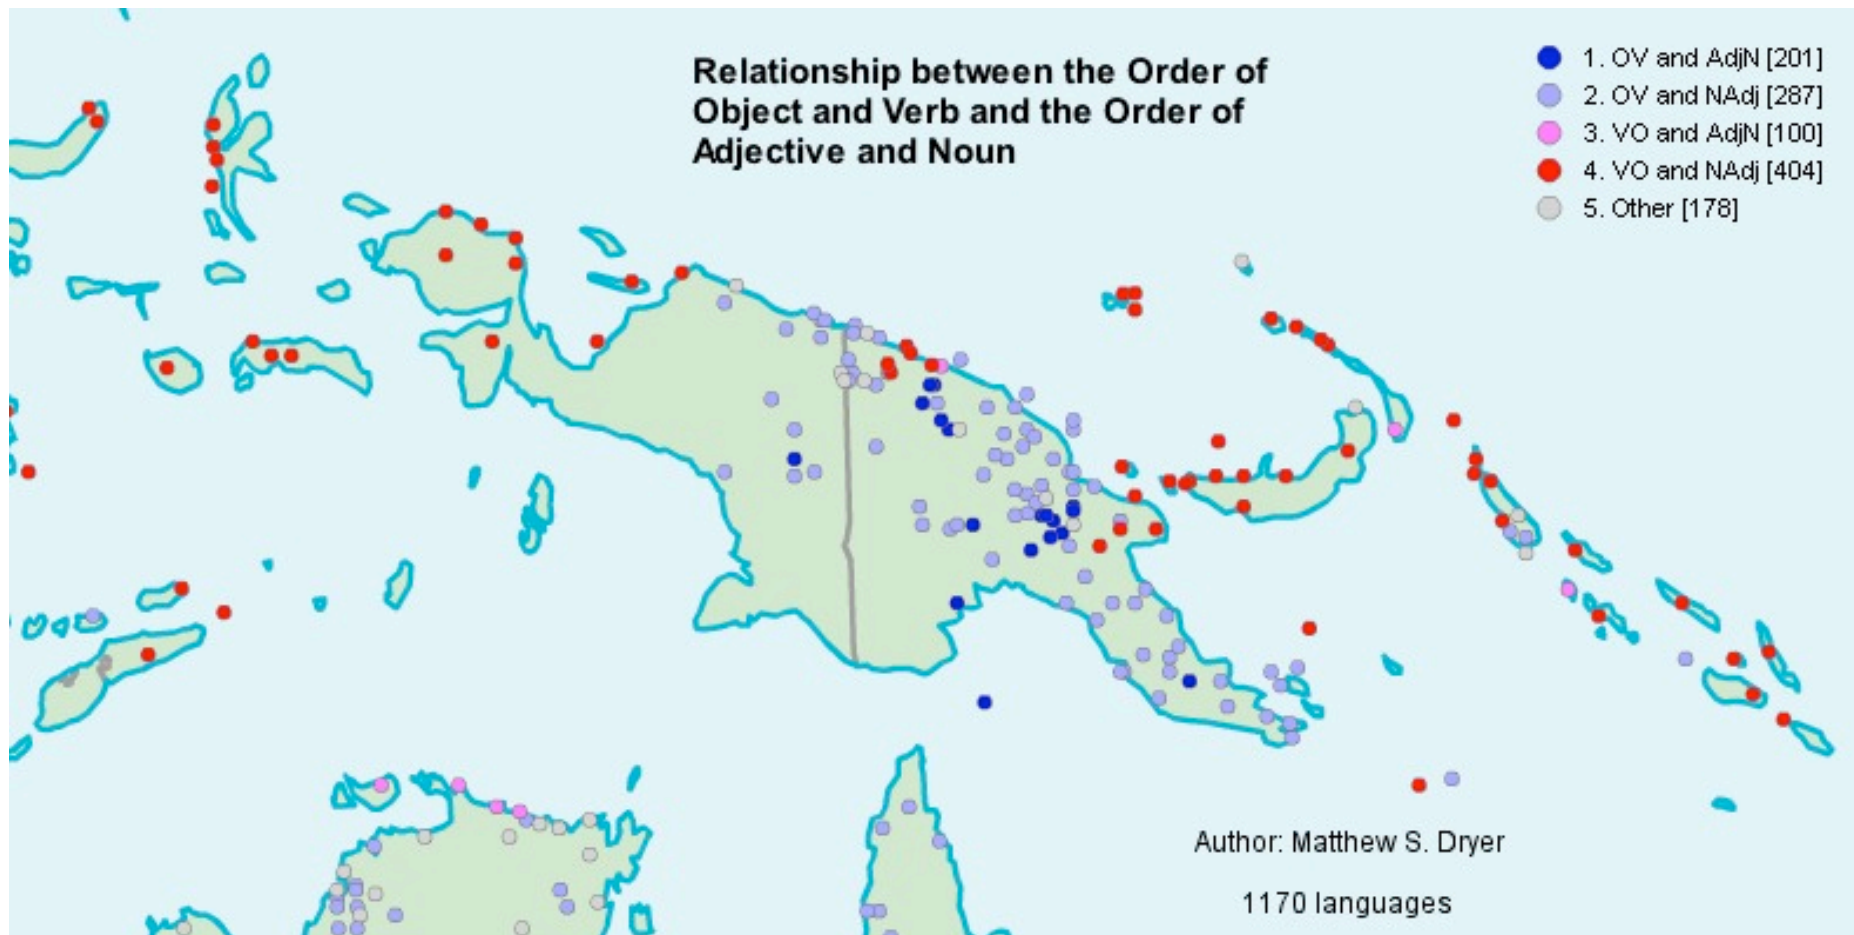 Relationship between the Order of
Object and Verb and the Order of
Adjective and Noun
1. OV and AdjN [201]
2. OV and NAdj [287]
3. VO and AdjN [100]
4. VO and NAdj [404]
5. Other [178]
Author: Matthew S. Dryer
1170 languages